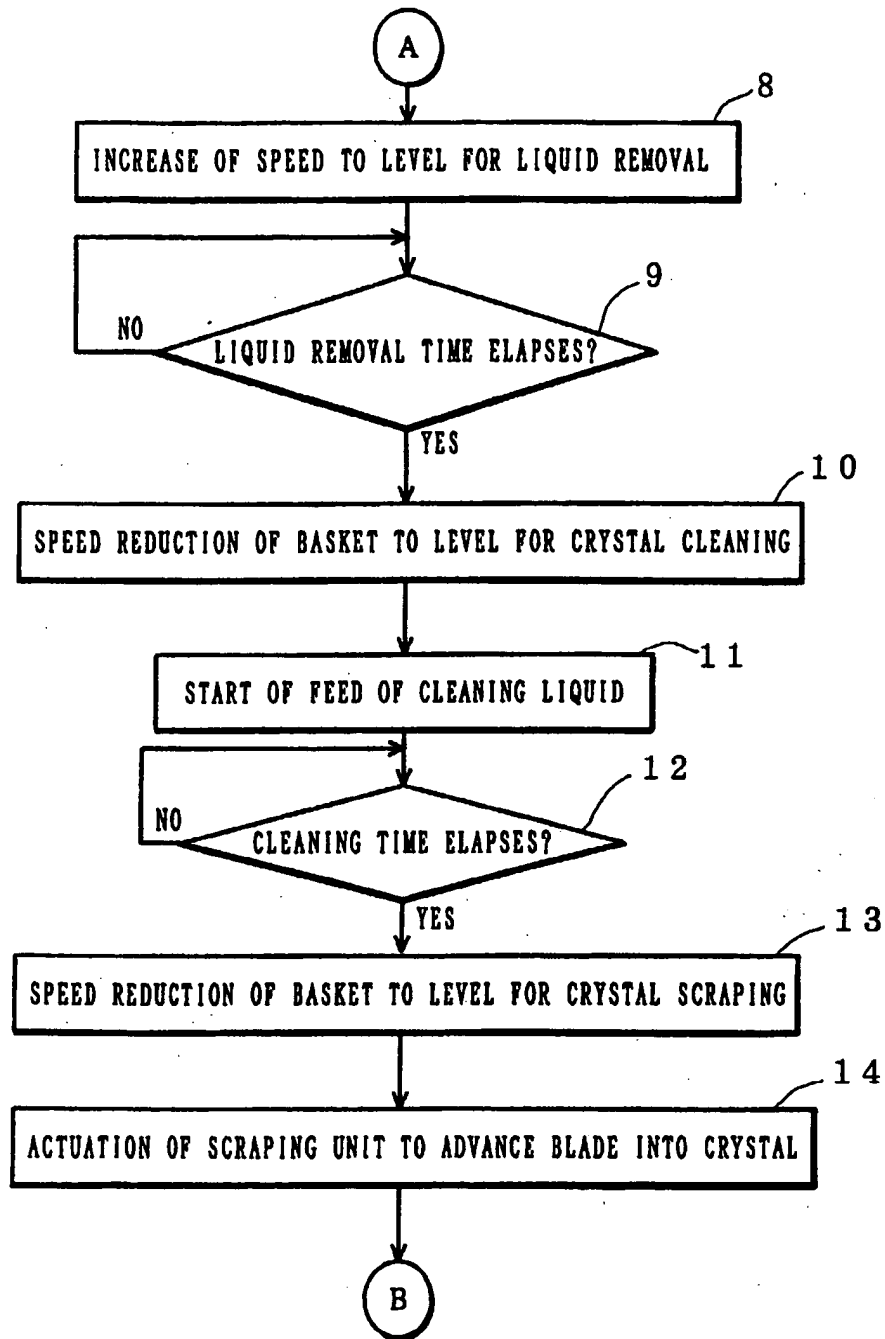 A
8
INCREASE OF SPEED TO LEVEL FOR LIQUID REMOVAL
9
NO
LIQUID REMOVAL TIME ELAPSES?
YES
10
SPEED REDUCTION OF BASKET TO LEVEL FOR CRYSTAL CLEANING
11
START OF FEED OF CLEANING LIQUID
12
NO
CLEANING TIME ELAPSES?
YES
13
SPEED REDUCTION OF BASKET TO LEVEL FOR CRYSTAL SCRAPING
14
ACTUATION OF SCRAPING UNIT TO ADVANCE BLADE INTO CRYSTAL
B